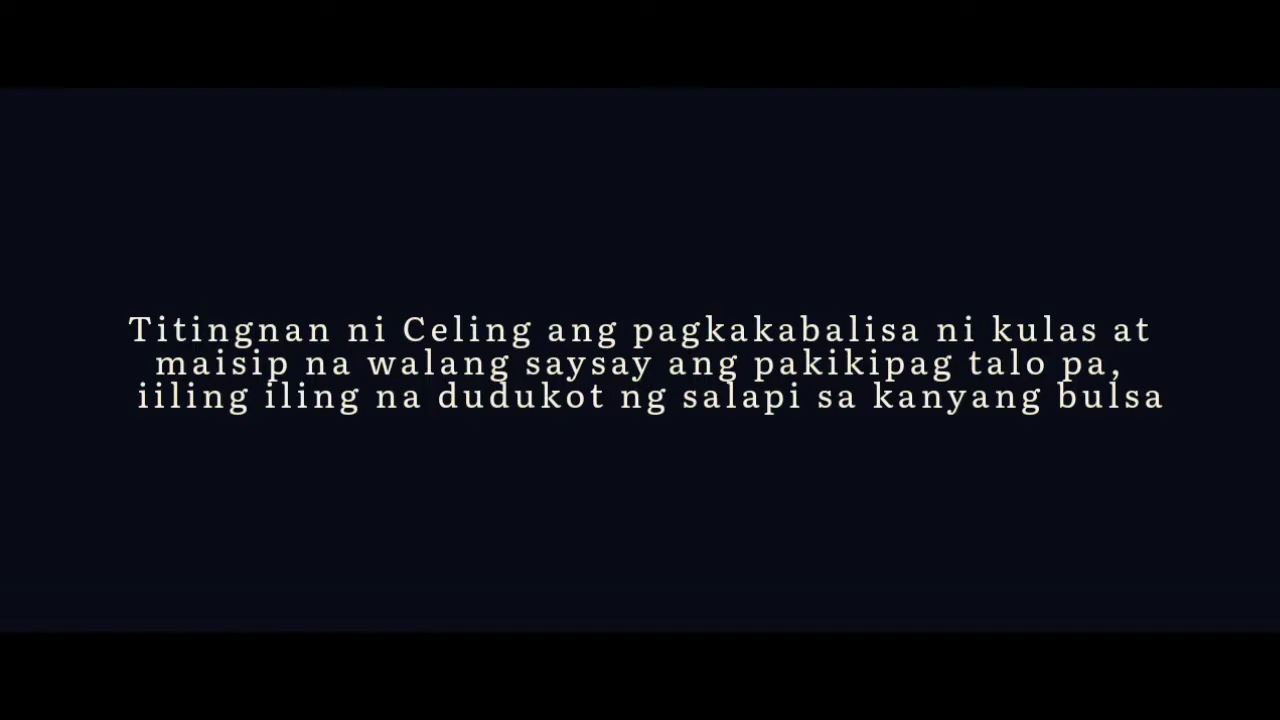 Titingnan ni Celing ang pagkakabalisa ni kulas at
maisip na walang saysay ang pakikipag talo pa,
iiling iling na dudukot ng salapi sa kanyang bulsa